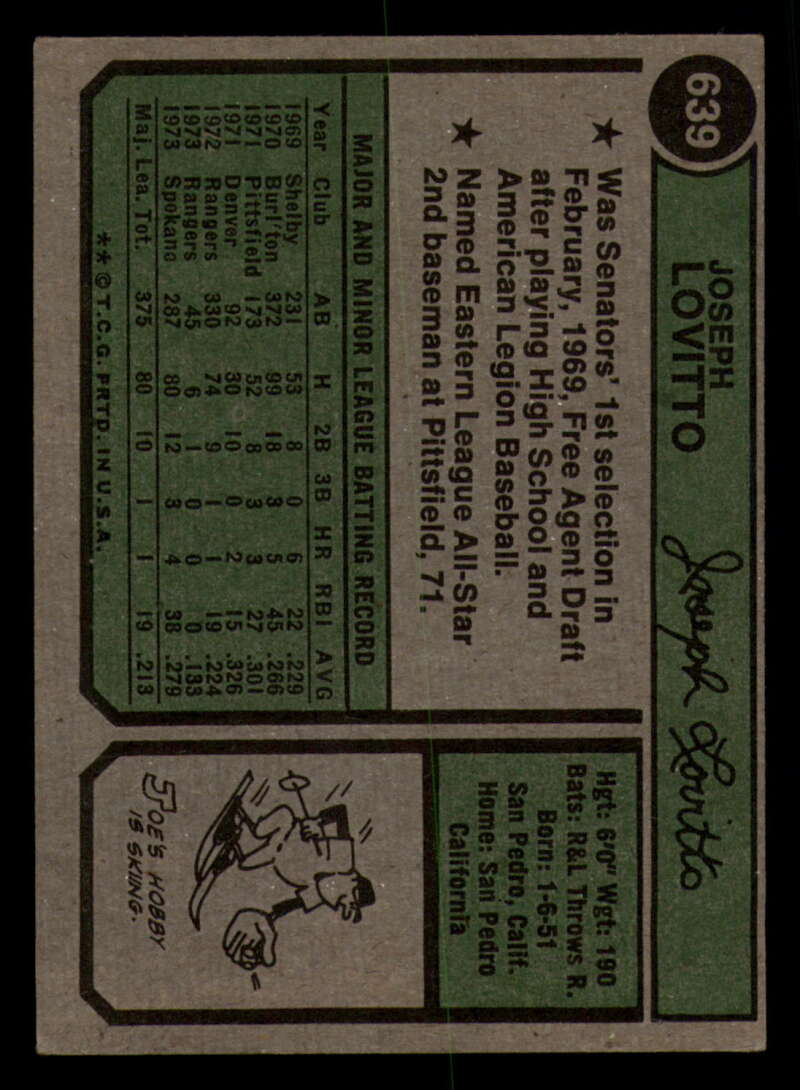 639
JOSEPH
LOVITTO
Joseph Lovitto
★ Was Senators' 1st selection in
February, 1969, Free Agent Draft
after playing High School and
American Legion Baseball.
★ Named Eastern League All-Star
2nd baseman at Pittsfield, 71.
Hgt: 6'0" Wgt: 190
Bats: R&L Throws R.
Born: 1-6-51
San Pedro, Calif.
Home: San Pedro
California
MAJOR AND MINOR LEAGUE BATTING RECORD
Year Club AB H 2B 3B HR RBI AVG
1969 Shelby 231 53 8 0 6 22 .229
1970 Burl'ton 372 99 18 3 5 45 .266
1971 Pittsfield 173 52 8 3 3 27 .301
1971 Denver 92 30 10 0 2 15 .326
1972 Rangers 330 74 9 1 1 19 .224
1973 Rangers 45 6 1 0 0 0 .133
1973 Spokane 287 80 12 3 4 38 .279
Maj. Lea. Tot. 375 80 10 1 1 19 .213
**©T.C.G. PRTD. IN U.S.A.
JOE'S HOBBY
IS SKIING.